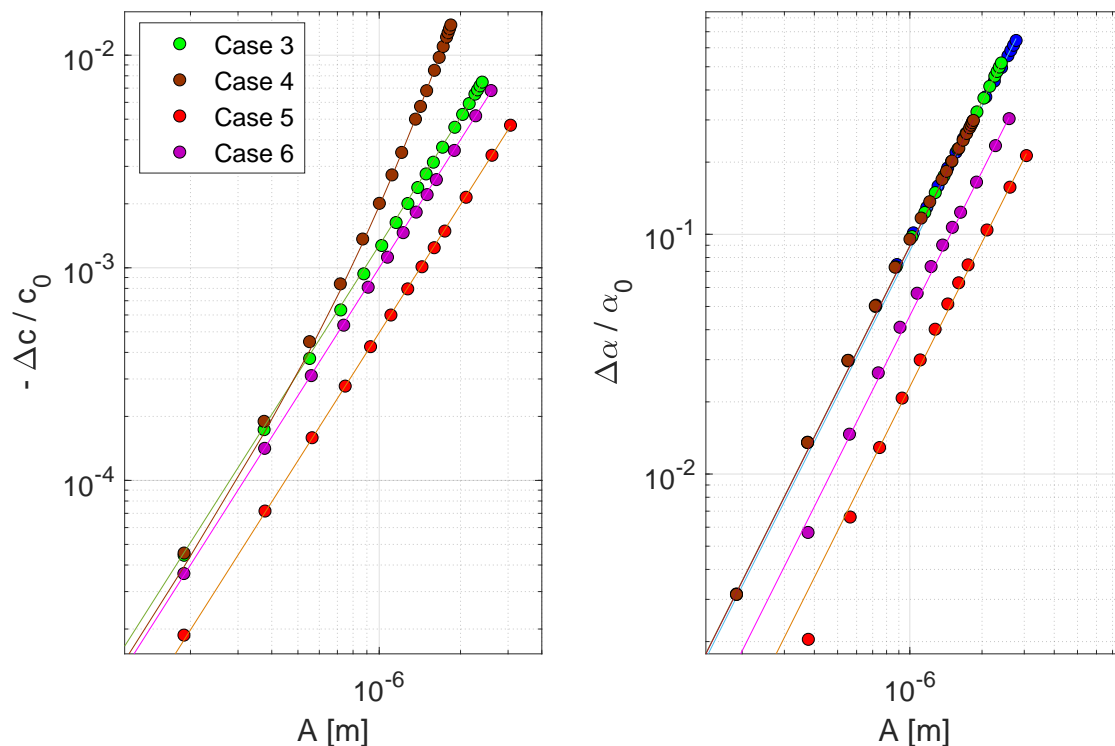 Case 3
Case 4
Case 5
Case 6
10^-2
10^-3
10^-4
- Δc / c_0
10^-6
A [m]
10^-1
10^-2
Δα / α_0
10^-6
A [m]